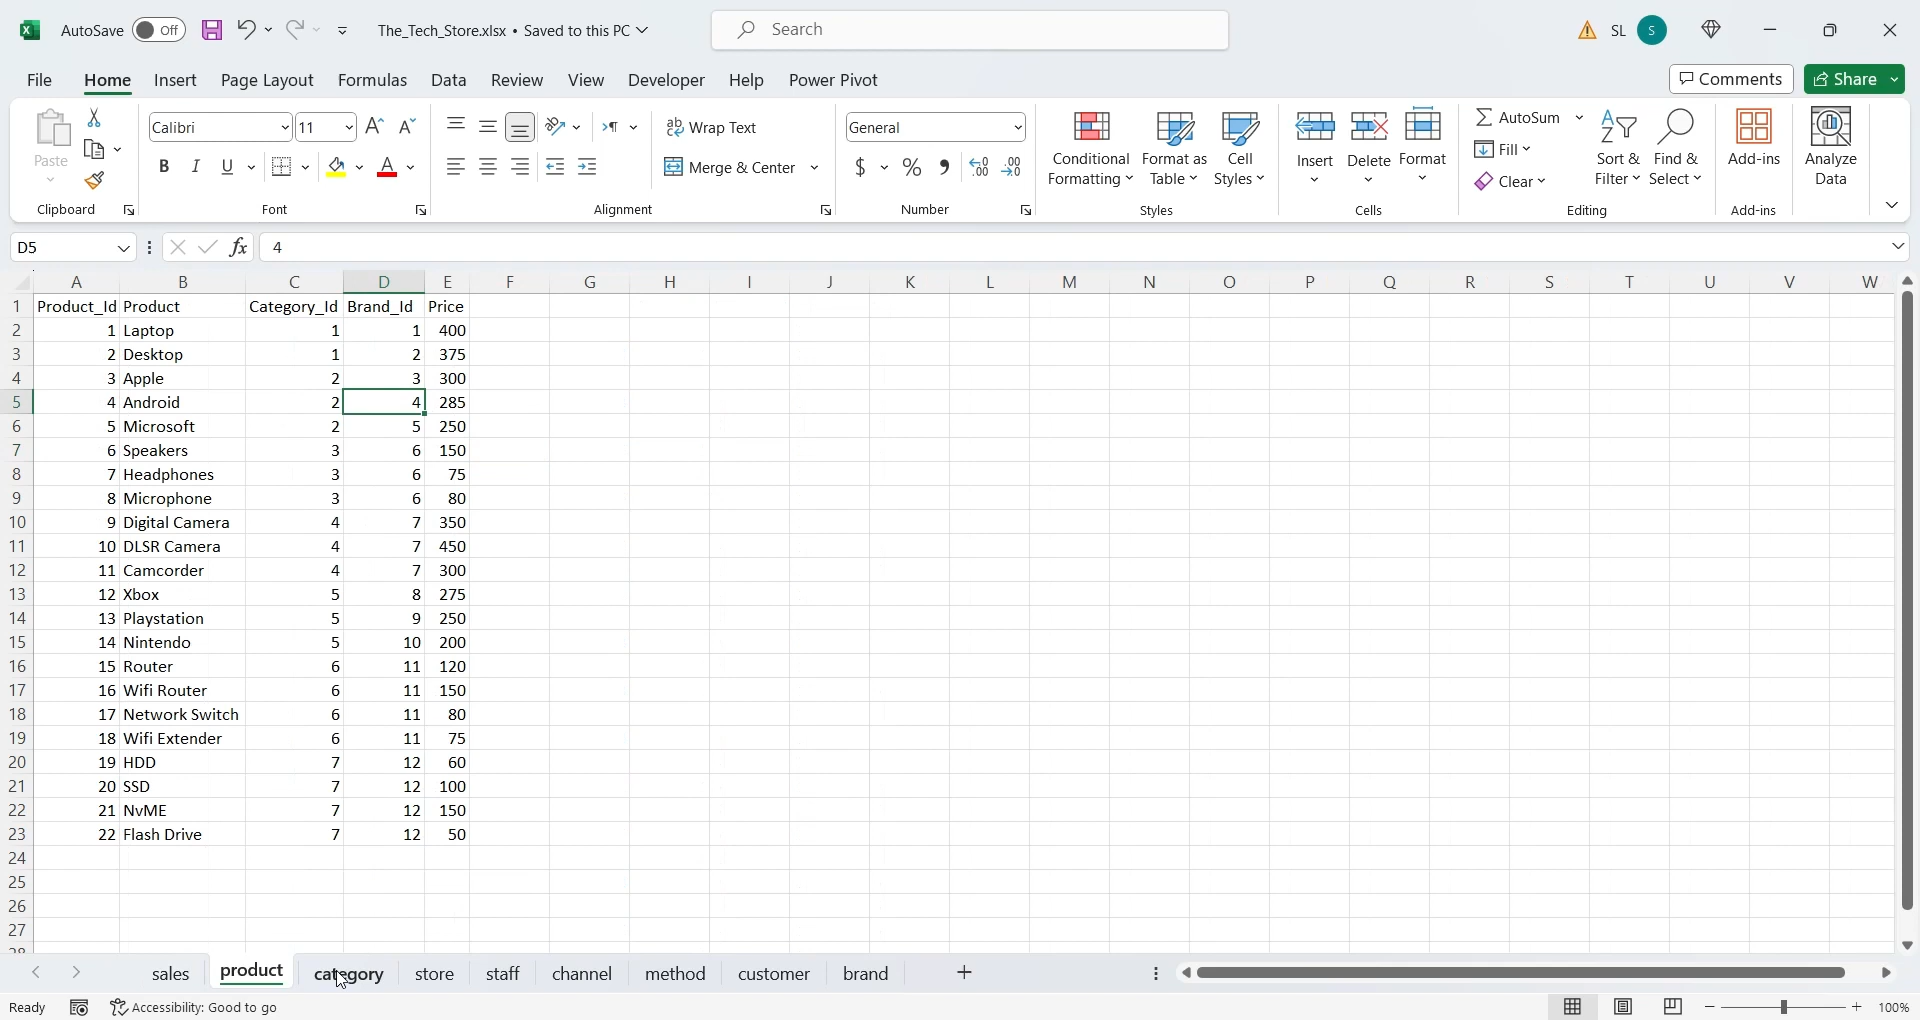 AutoSave Off The_Tech_Store.xlsx • Saved to this PC Search SL S
File Home Insert Page Layout Formulas Data Review View Developer Help Power Pivot Comments Share
Paste Calibri 11 Wrap Text General AutoSum
B I U Merge & Center $ % Conditional Formatting Format as Table Cell Styles Insert Delete Format Fill Clear Sort & Filter Find & Select Add-ins Analyze Data
Clipboard Font Alignment Number Styles Cells Editing Add-ins
D5 fx 4
A B C D E F G H I J K L M N O P Q R S T U V W
1 Product_Id Product Category_Id Brand_Id Price
2 1 Laptop 1 1 400
3 2 Desktop 1 2 375
4 3 Apple 2 3 300
5 4 Android 2 4 285
6 5 Microsoft 2 5 250
7 6 Speakers 3 6 150
8 7 Headphones 3 6 75
9 8 Microphone 3 6 80
10 9 Digital Camera 4 7 350
11 10 DLSR Camera 4 7 450
12 11 Camcorder 4 7 300
13 12 Xbox 5 8 275
14 13 Playstation 5 9 250
15 14 Nintendo 5 10 200
16 15 Router 6 11 120
17 16 Wifi Router 6 11 150
18 17 Network Switch 6 11 80
19 18 Wifi Extender 6 11 75
20 19 HDD 7 12 60
21 20 SSD 7 12 100
22 21 NvME 7 12 150
23 22 Flash Drive 7 12 50
24
25
26
27
28
sales product category store staff channel method customer brand
Ready Accessibility: Good to go 100%